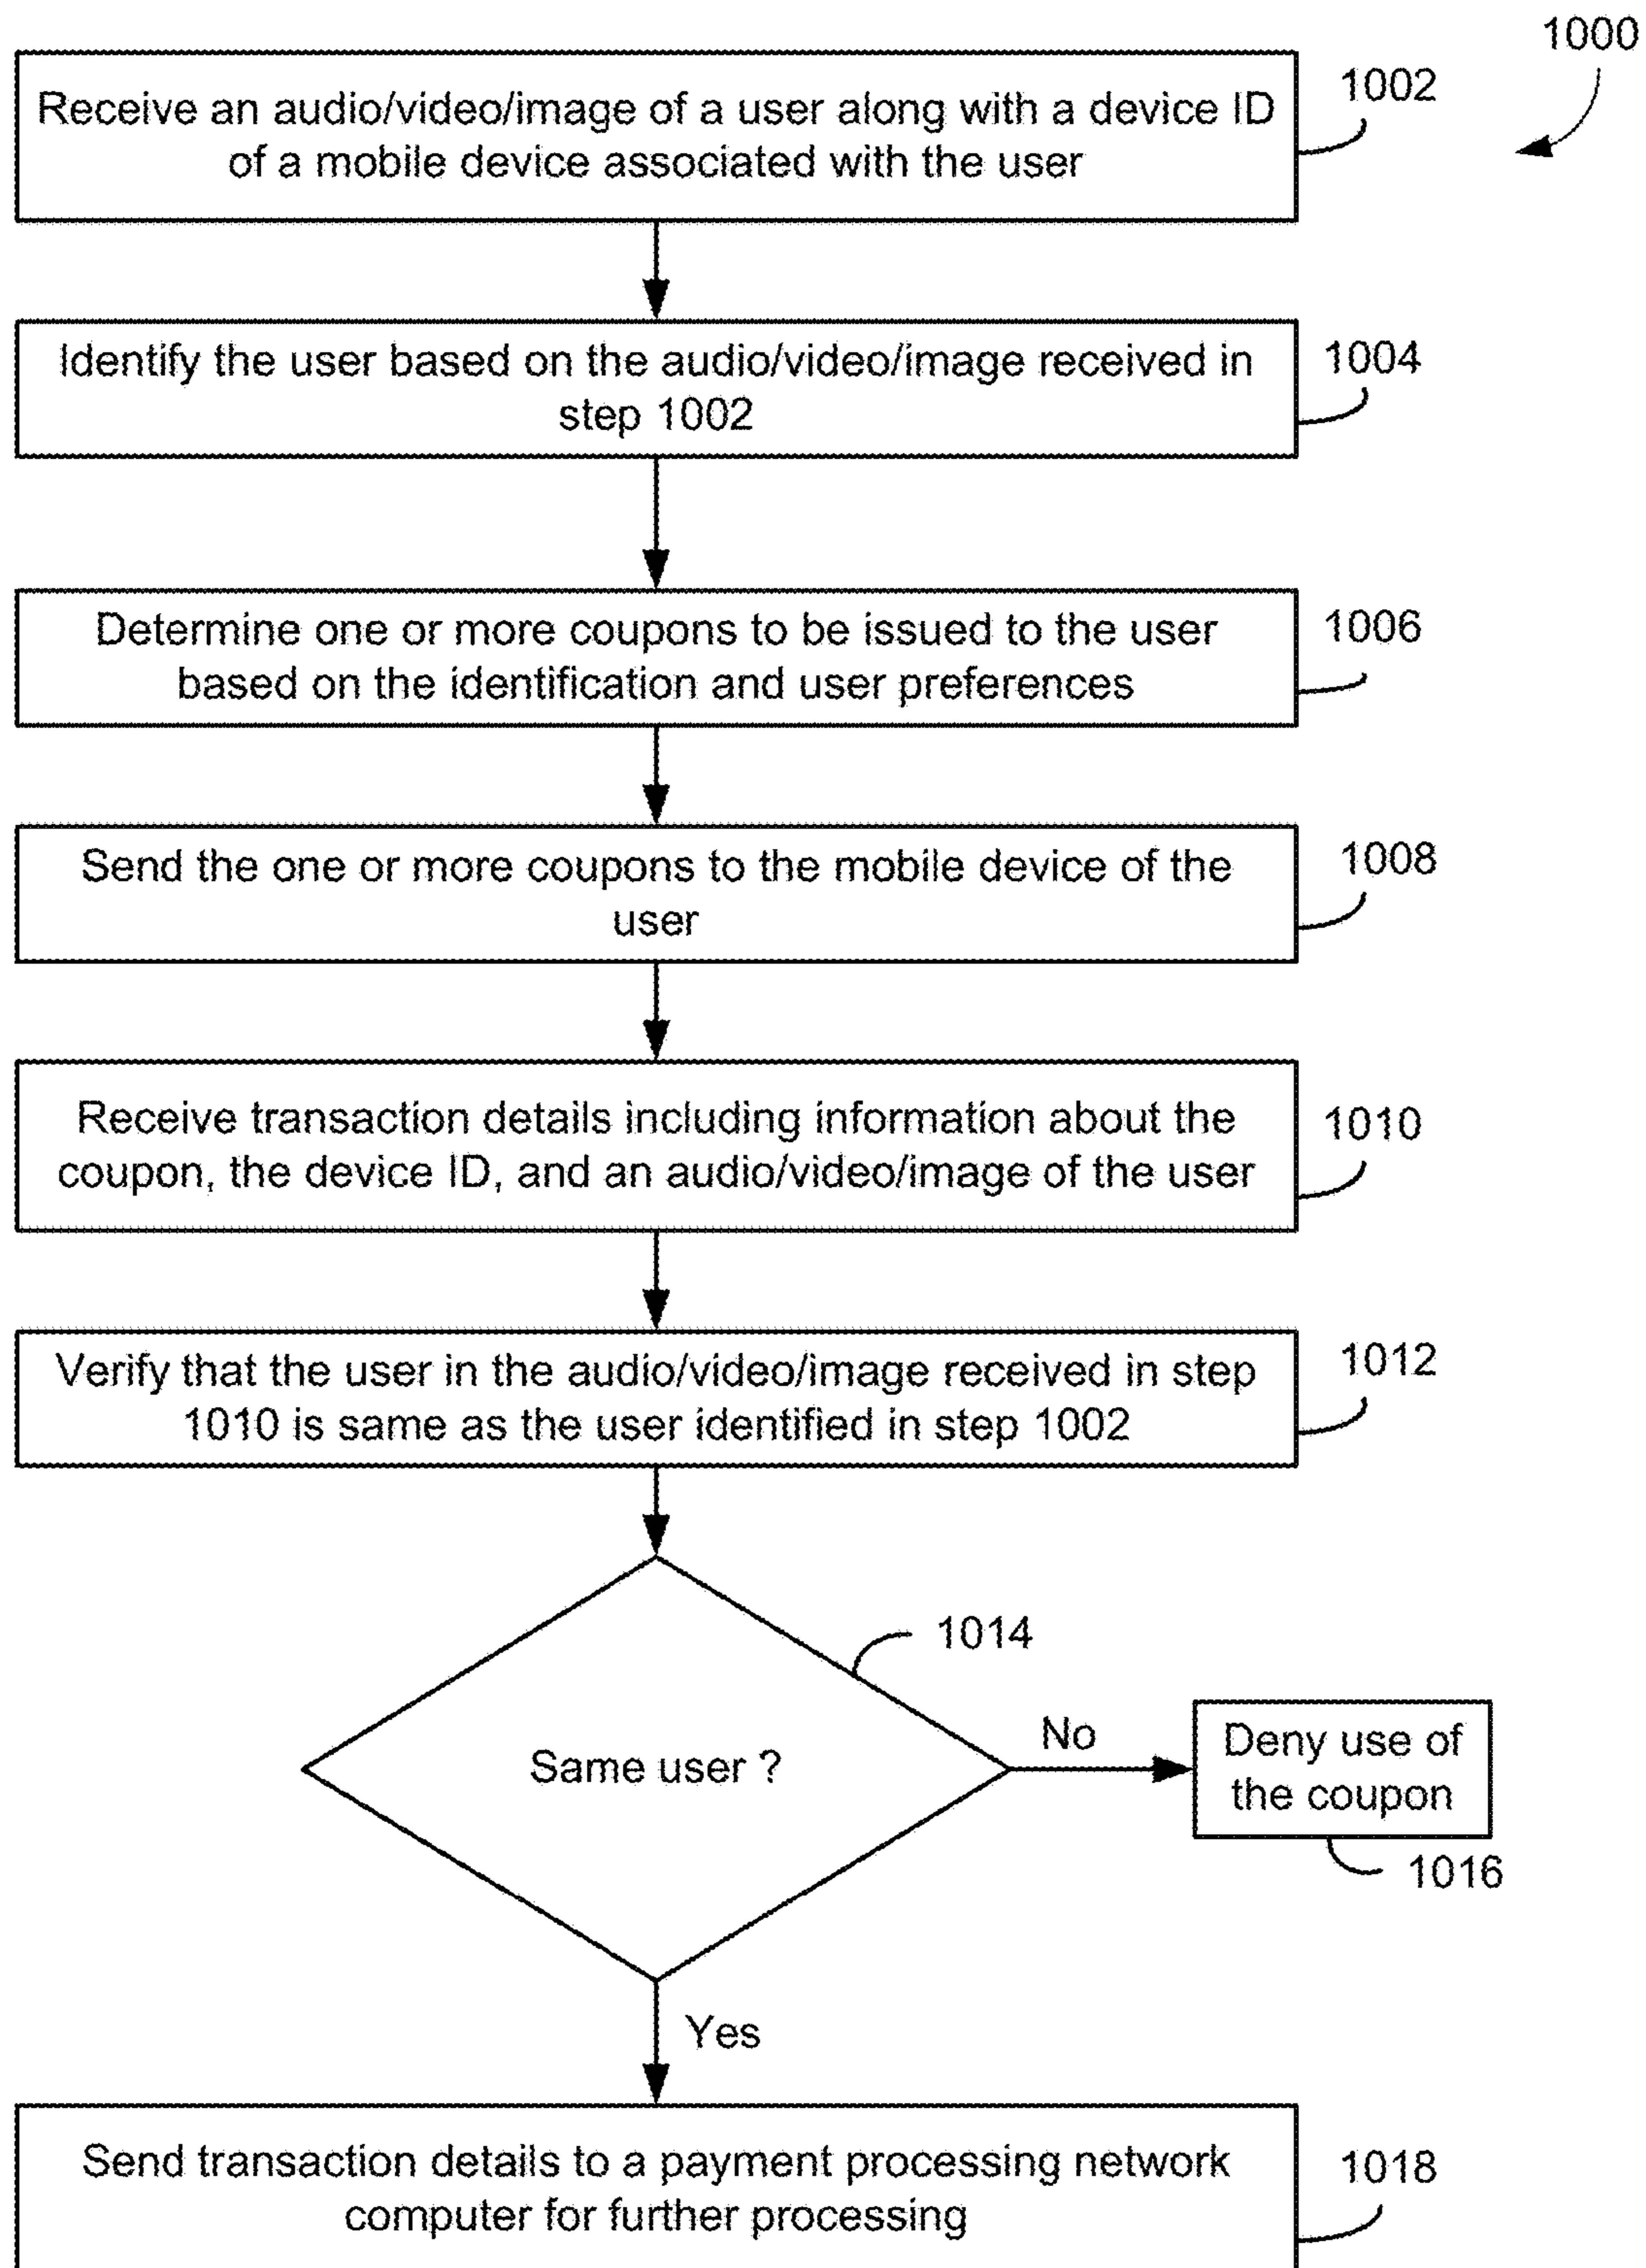 1000
Receive an audio/video/image of a user along with a device ID
of a mobile device associated with the user
1002
Identify the user based on the audio/video/image received in
step 1002
1004
Determine one or more coupons to be issued to the user
based on the identification and user preferences
1006
Send the one or more coupons to the mobile device of the
user
1008
Receive transaction details including information about the
coupon, the device ID, and an audio/video/image of the user
1010
Verify that the user in the audio/video/image received in step
1010 is same as the user identified in step 1002
1012
1014
Same user ?
No
Deny use of
the coupon
1016
Yes
Send transaction details to a payment processing network
computer for further processing
1018